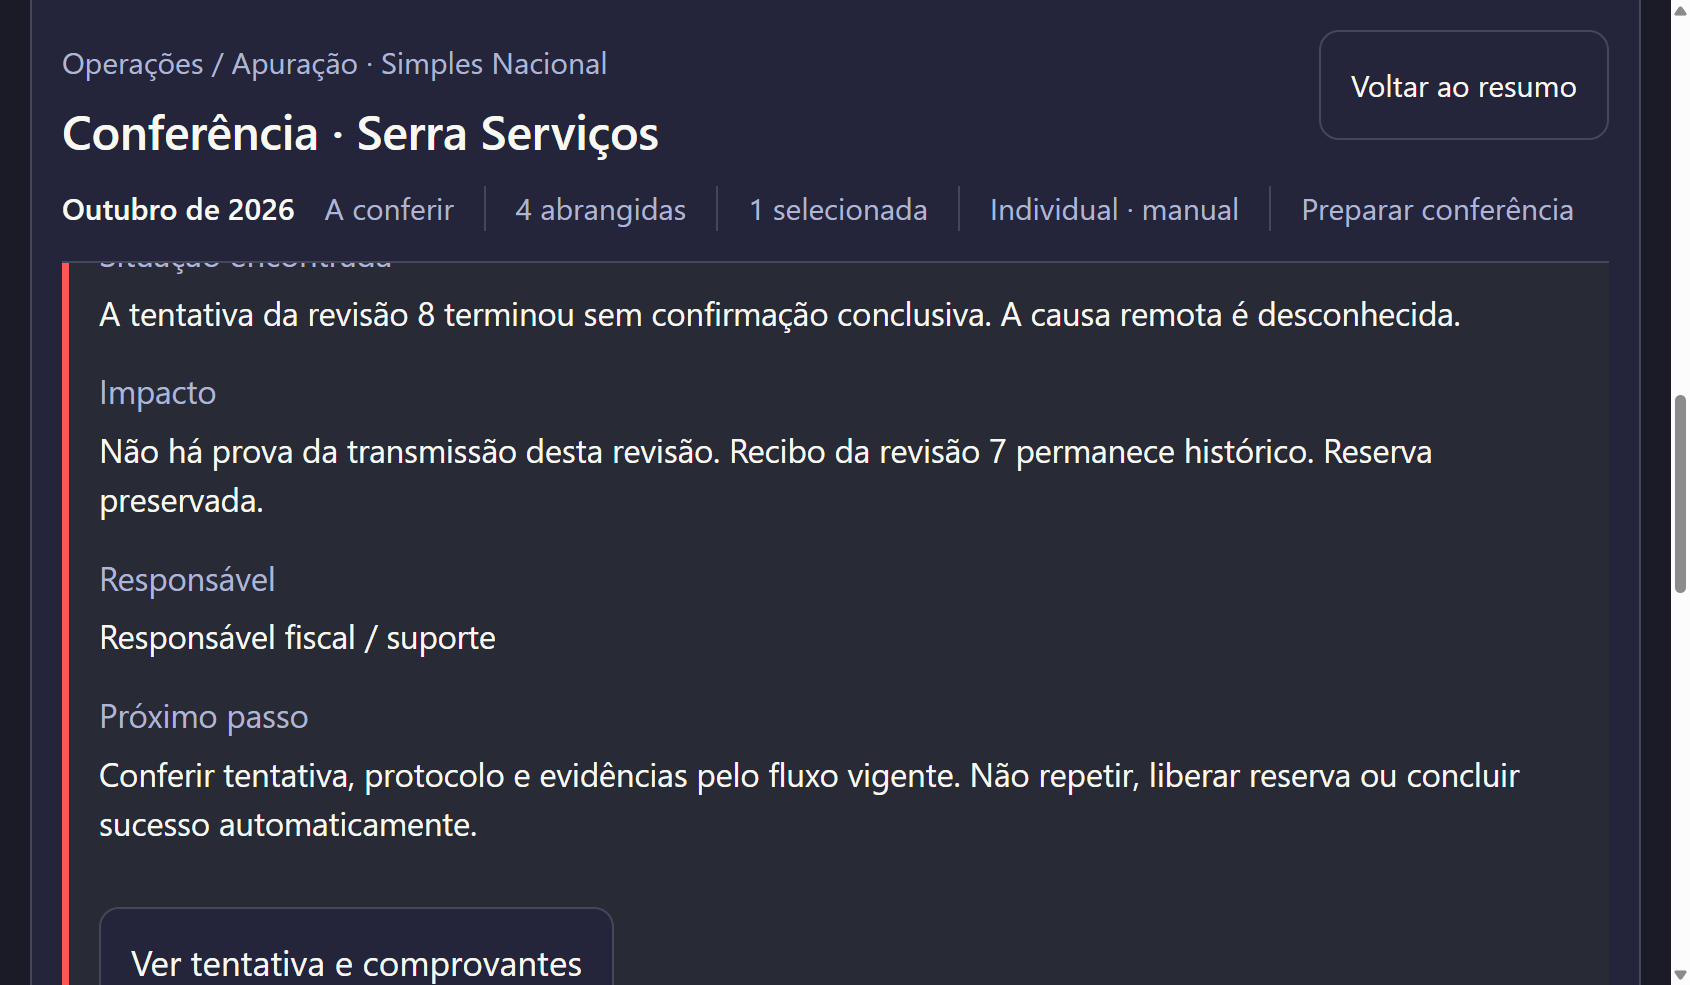 Operações / Apuração · Simples Nacional
Voltar ao resumo
Conferência · Serra Serviços
Outubro de 2026 A conferir 4 abrangidas 1 selecionada Individual · manual Preparar conferência
Situação encontrada
A tentativa da revisão 8 terminou sem confirmação conclusiva. A causa remota é desconhecida.
Impacto
Não há prova da transmissão desta revisão. Recibo da revisão 7 permanece histórico. Reserva
preservada.
Responsável
Responsável fiscal / suporte
Próximo passo
Conferir tentativa, protocolo e evidências pelo fluxo vigente. Não repetir, liberar reserva ou concluir
sucesso automaticamente.
Ver tentativa e comprovantes